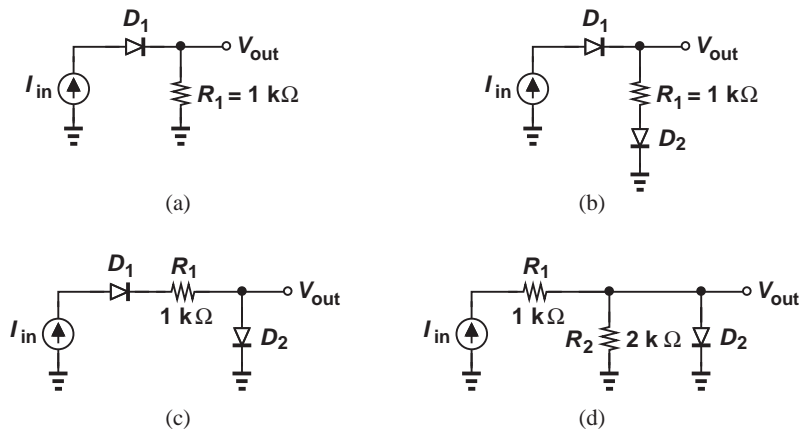 D1
Vout
Iin
R1 = 1 kΩ
(a)
D1
Vout
Iin
R1 = 1 kΩ
D2
(b)
D1
R1
Vout
1 kΩ
Iin
D2
(c)
R1
Vout
1 kΩ
Iin
R2
2 kΩ
D2
(d)